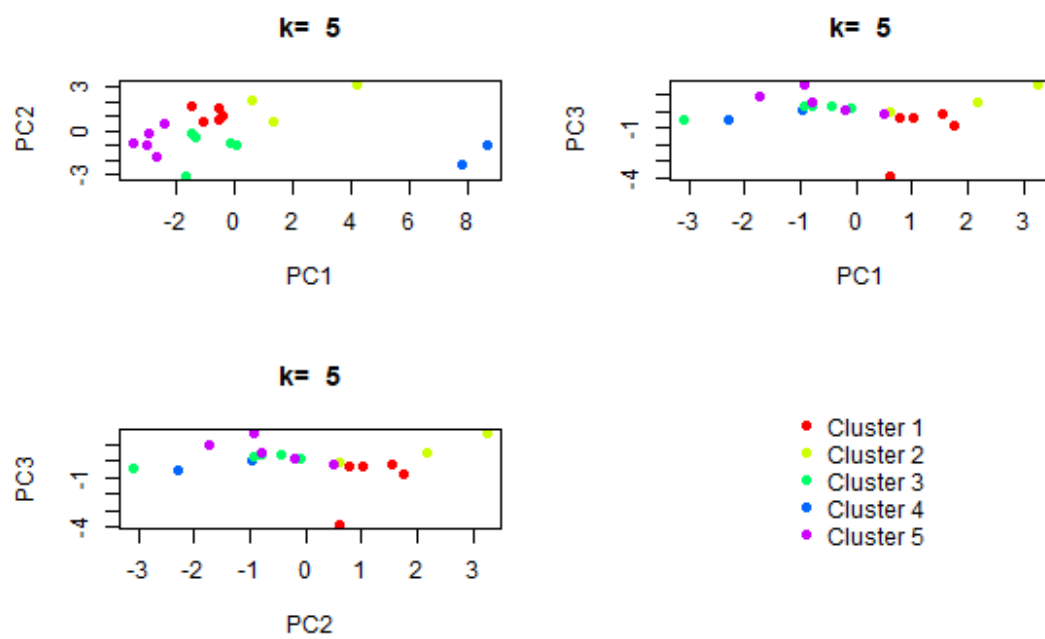 k= 5
PC2
3
0
-3
-2
0
2
4
6
8
PC1
k= 5
PC3
-1
-4
-3
-2
-1
0
1
2
3
PC1
k= 5
PC3
-1
-4
-3
-2
-1
0
1
2
3
PC2
Cluster 1
Cluster 2
Cluster 3
Cluster 4
Cluster 5